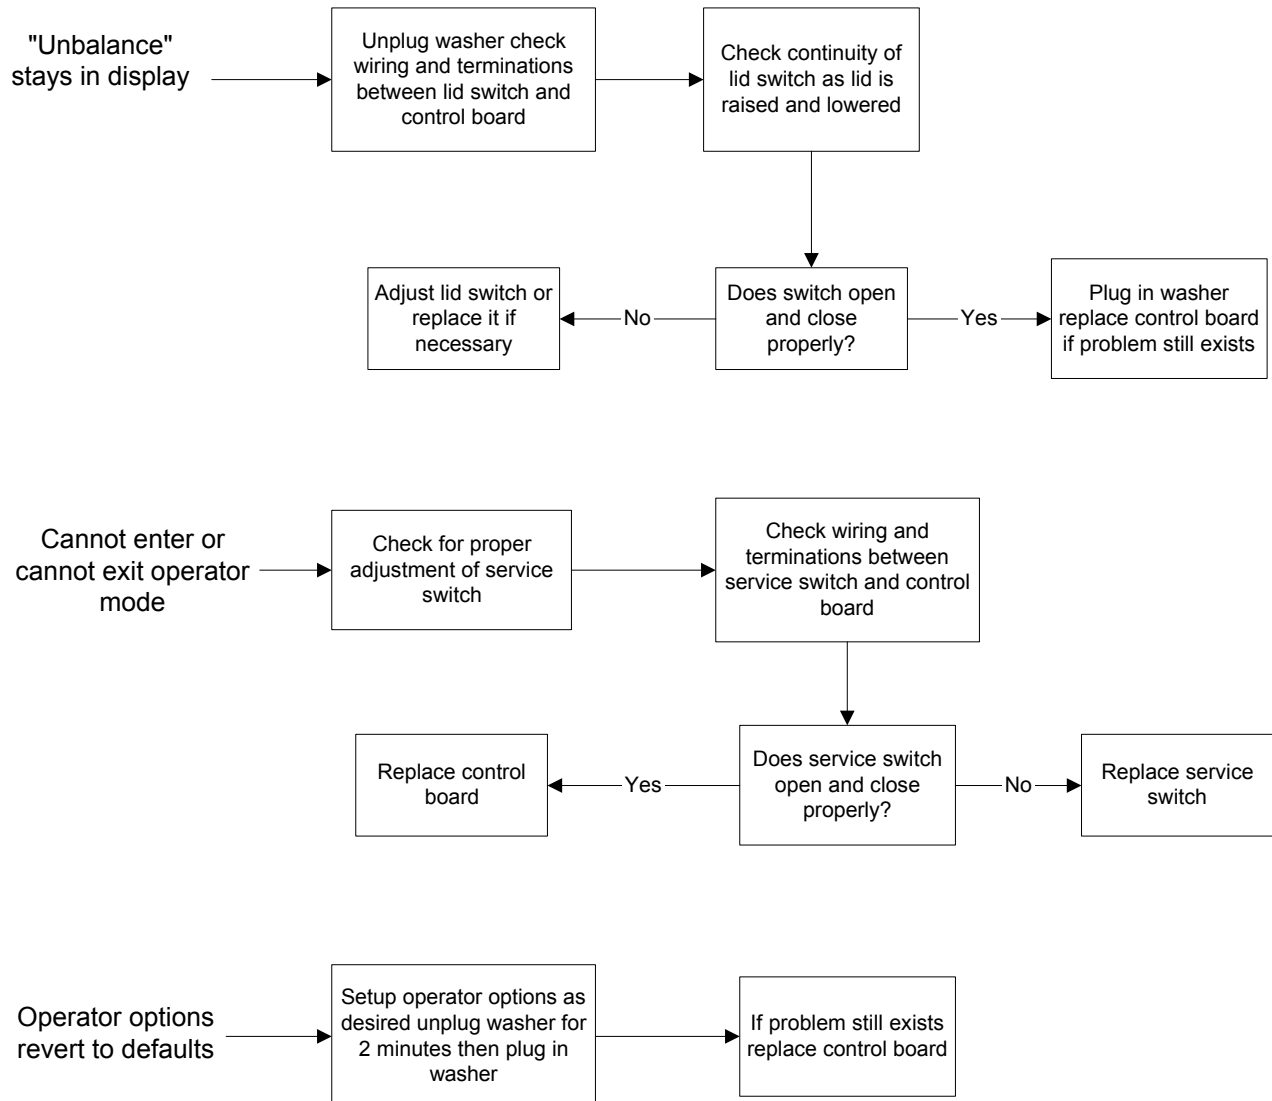 "Unbalance"
stays in display
Unplug washer check
wiring and terminations
between lid switch and
control board
Check continuity of
lid switch as lid is
raised and lowered
Adjust lid switch or
replace it if
necessary
No
Does switch open
and close
properly?
Yes
Plug in washer
replace control board
if problem still exists
Cannot enter or
cannot exit operator
mode
Check for proper
adjustment of service
switch
Check wiring and
terminations between
service switch and control
board
Replace control
board
Yes
Does service switch
open and close
properly?
No
Replace service
switch
Operator options
revert to defaults
Setup operator options as
desired unplug washer for
2 minutes then plug in
washer
If problem still exists
replace control board